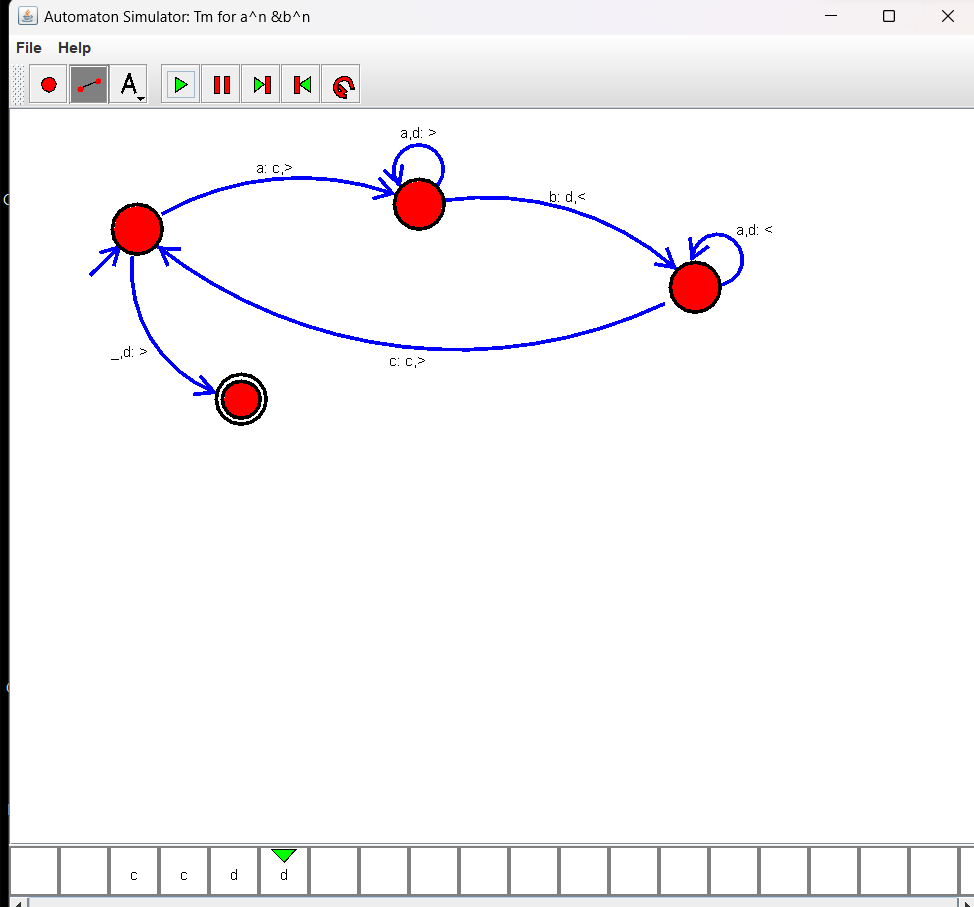 Automaton Simulator: Tm for a^n &b^n
File Help
A
a,d: >
a: c,>
b: d,<
a,d: <
_,d: >
c: c,>
c c d d